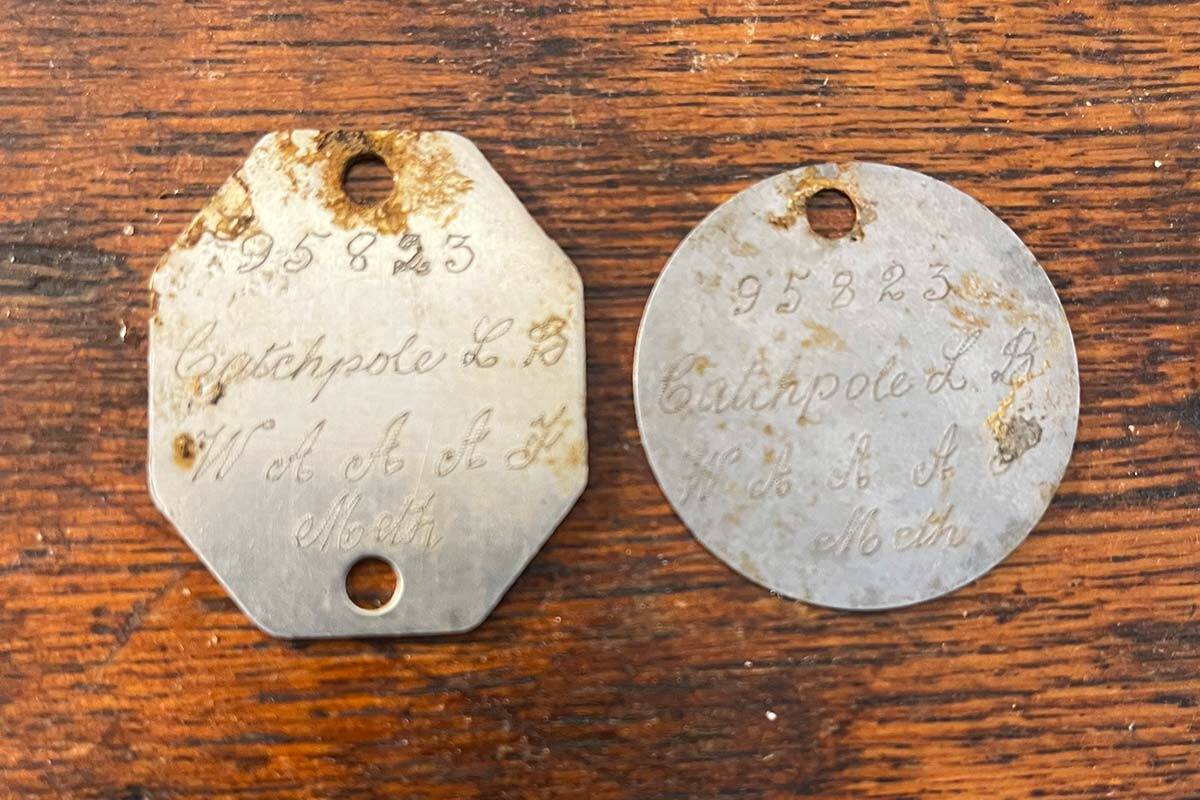 95823
Catchpole L B
W A A A F
Meth
95823
Catchpole L B
W A A A
Meth